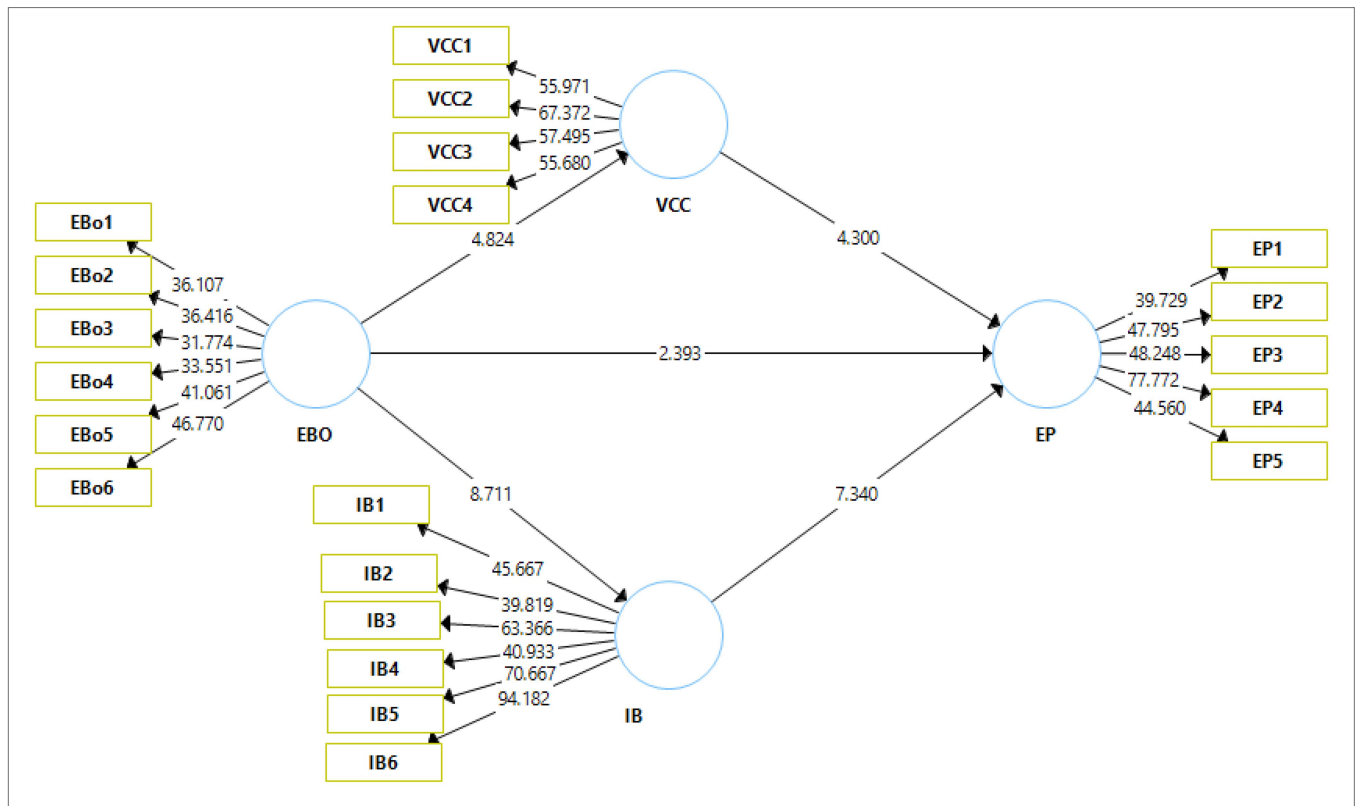 VCC1
VCC2
VCC3
VCC4
55.971
67.372
57.495
55.680
VCC
EBo1
EBo2
EBo3
EBo4
EBo5
EBo6
36.107
36.416
31.774
33.551
41.061
46.770
EBO
4.824
4.300
2.393
8.711
7.340
EP1
EP2
EP3
EP4
EP5
39.729
47.795
48.248
77.772
44.560
EP
IB1
IB2
IB3
IB4
IB5
IB6
45.667
39.819
63.366
40.933
70.667
94.182
IB